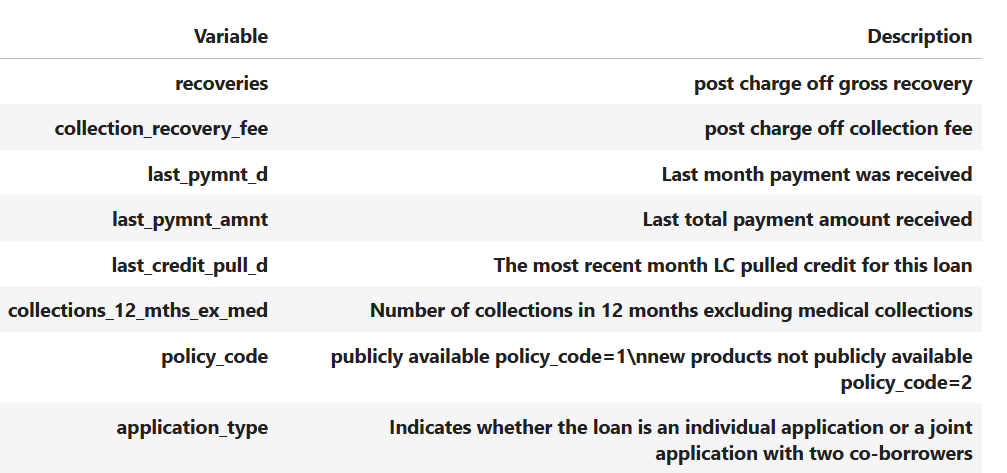 Variable Description
recoveries post charge off gross recovery
collection_recovery_fee post charge off collection fee
last_pymnt_d Last month payment was received
last_pymnt_amnt Last total payment amount received
last_credit_pull_d The most recent month LC pulled credit for this loan
collections_12_mths_ex_med Number of collections in 12 months excluding medical collections
policy_code publicly available policy_code=1\nnew products not publicly available
policy_code=2
application_type Indicates whether the loan is an individual application or a joint
application with two co-borrowers